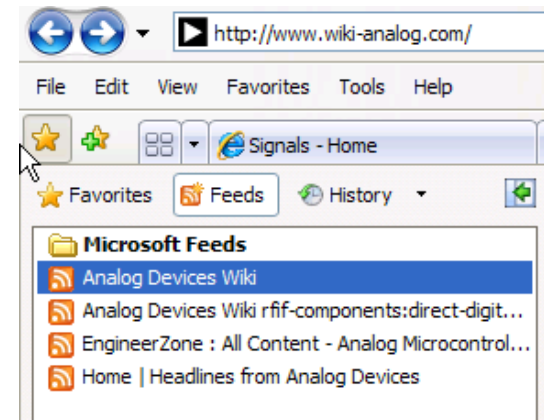 http://www.wiki-analog.com/
File Edit View Favorites Tools Help
Signals - Home
Favorites Feeds History
Microsoft Feeds
Analog Devices Wiki
Analog Devices Wiki rfif-components:direct-digit...
EngineerZone : All Content - Analog Microcontrol...
Home | Headlines from Analog Devices